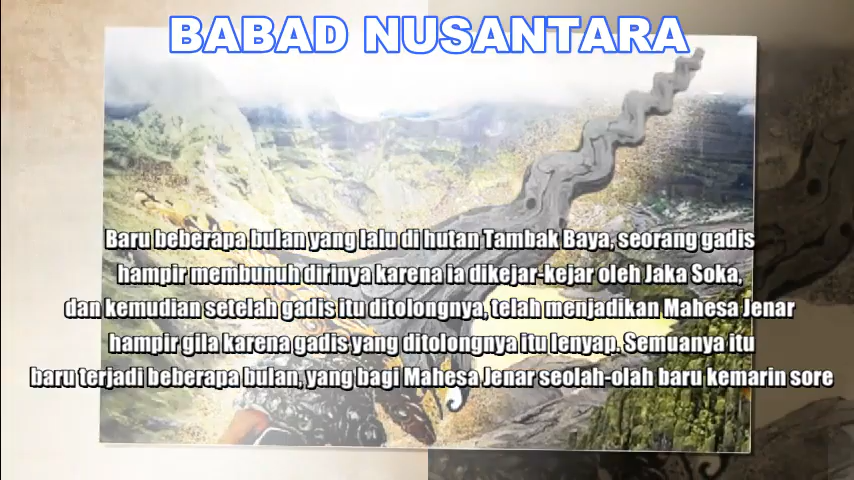 BABAD NUSANTARA
Baru beberapa bulan yang lalu di hutan Tambak Baya, seorang gadis
hampir membunuh dirinya karena ia dikejar-kejar oleh Jaka Soka,
dan kemudian setelah gadis itu ditolongnya, telah menjadikan Mahesa Jenar
hampir gila karena gadis yang ditolongnya itu lenyap. Semuanya itu
baru terjadi beberapa bulan, yang bagi Mahesa Jenar seolah-olah baru kemarin sore